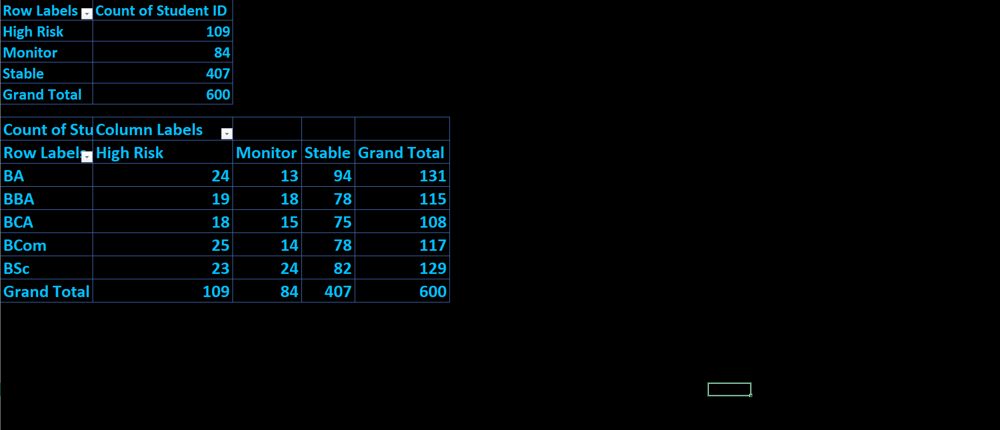 Row Labels Count of Student ID
High Risk 109
Monitor 84
Stable 407
Grand Total 600
Count of Stu Column Labels
Row Labels High Risk Monitor Stable Grand Total
BA 24 13 94 131
BBA 19 18 78 115
BCA 18 15 75 108
BCom 25 14 78 117
BSc 23 24 82 129
Grand Total 109 84 407 600